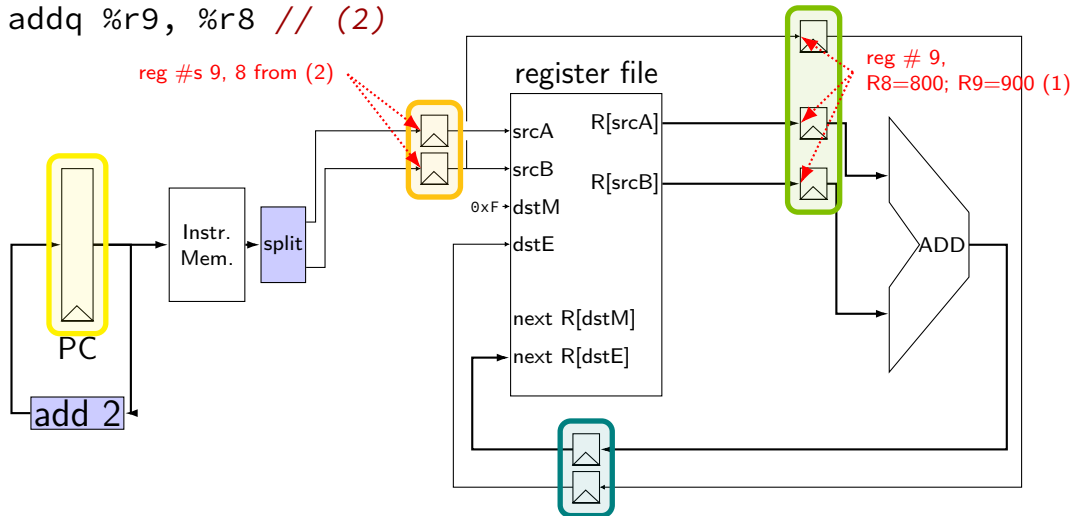 addq %r9, %r8 // (2)
reg #s 9, 8 from (2)
register file
reg # 9,
R8=800; R9=900 (1)
srcA
R[srcA]
srcB
R[srcB]
0xF
dstM
dstE
Instr.
Mem.
split
ADD
next R[dstM]
next R[dstE]
PC
add 2